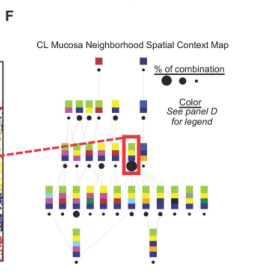 F
CL Mucosa Neighborhood Spatial Context Map
% of combination
Color
See panel D
for legend